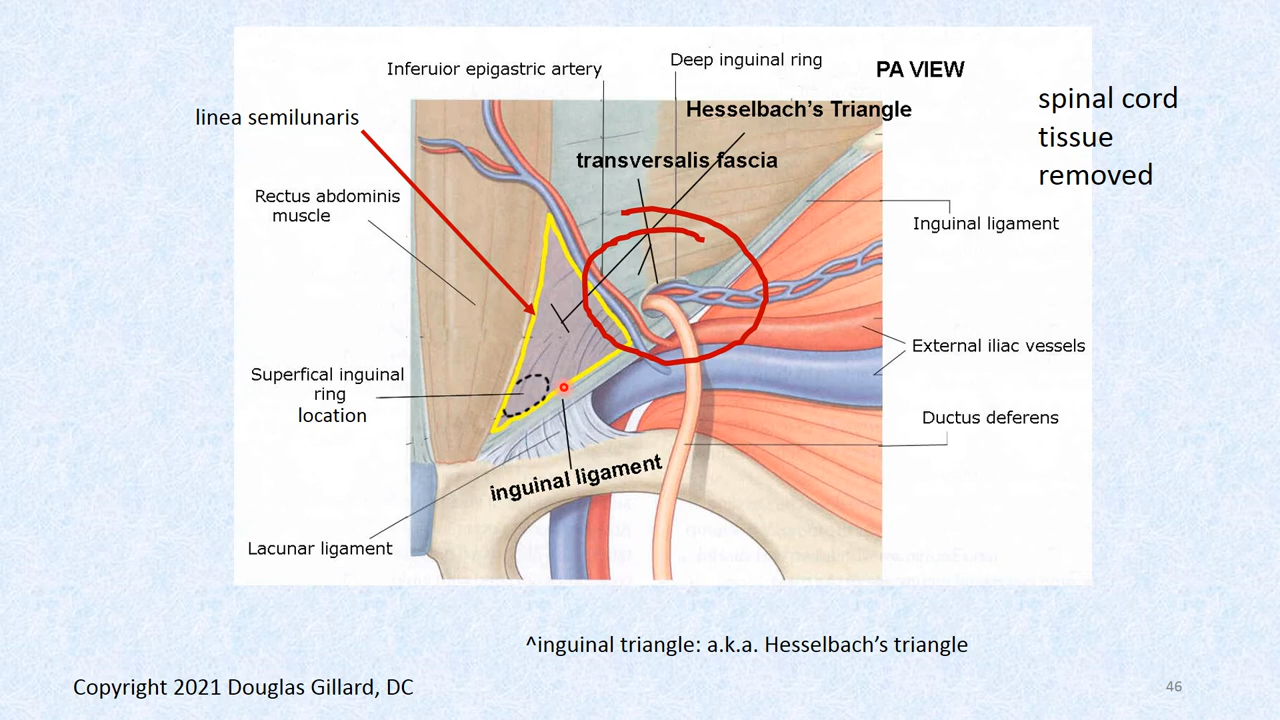 Inferuior epigastric artery
Deep inguinal ring
PA VIEW
spinal cord
tissue
removed
linea semilunaris
Hesselbach's Triangle
transversalis fascia
Rectus abdominis
muscle
Inguinal ligament
External iliac vessels
Superfical inguinal
ring
location
Ductus deferens
inguinal ligament
Lacunar ligament
^inguinal triangle: a.k.a. Hesselbach's triangle
Copyright 2021 Douglas Gillard, DC
46